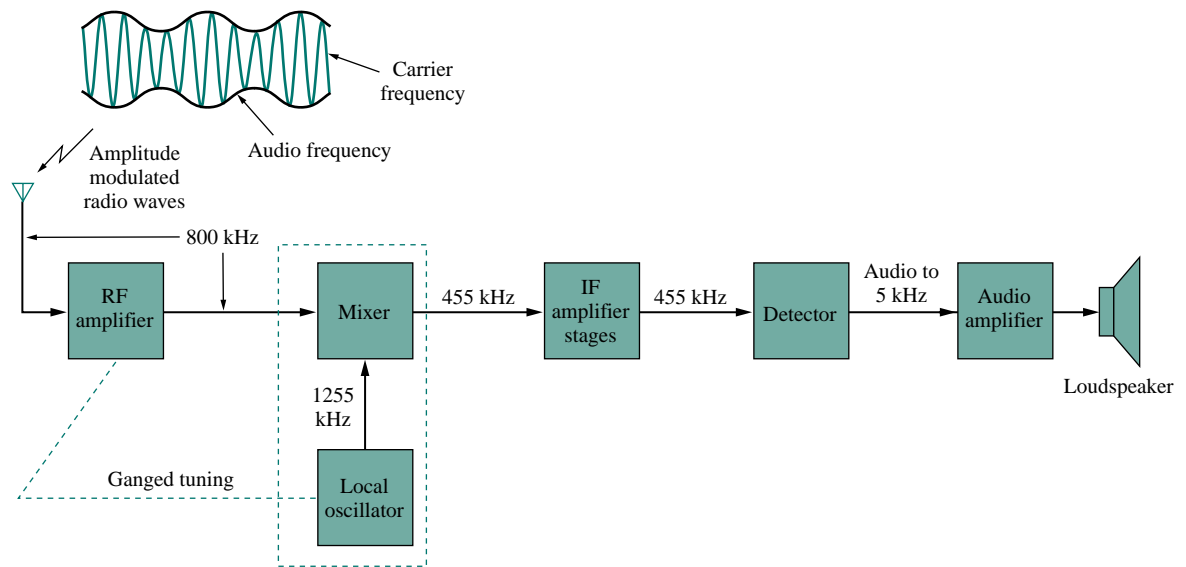 Carrier
frequency
Audio frequency
Amplitude
modulated
radio waves
800 kHz
RF
amplifier
Mixer
455 kHz
IF
amplifier
stages
455 kHz
Detector
Audio to
5 kHz
Audio
amplifier
Loudspeaker
1255
kHz
Ganged tuning
Local
oscillator